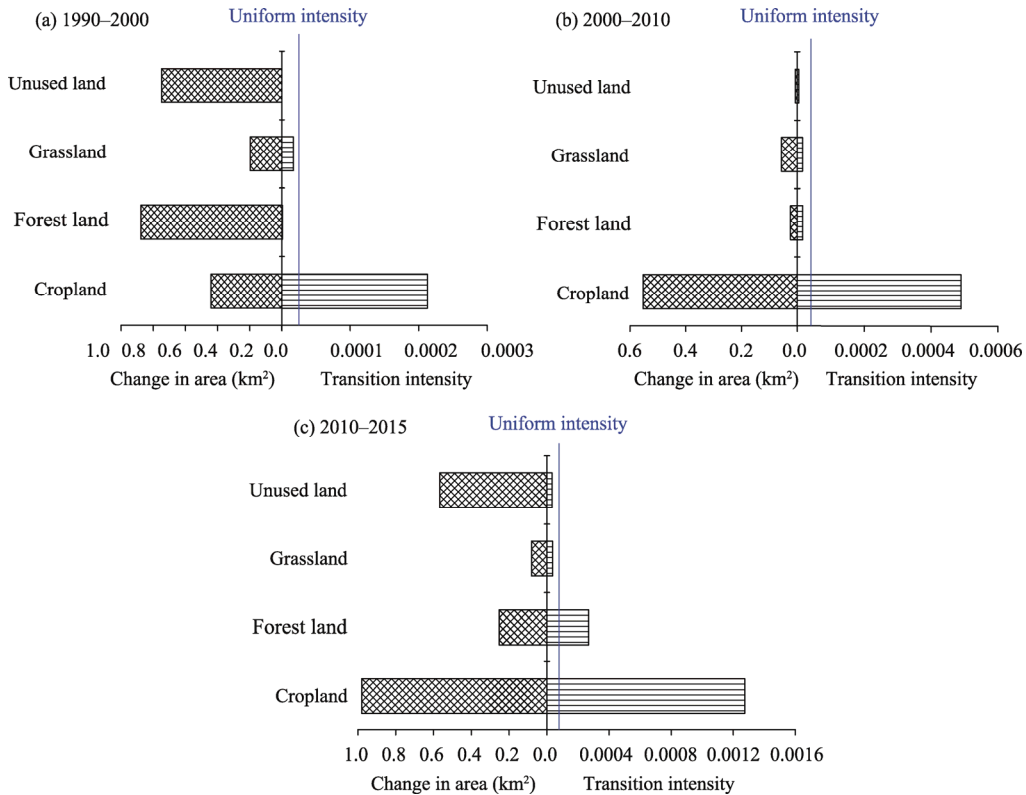 (a) 1990–2000
Uniform intensity
Unused land
Grassland
Forest land
Cropland
1.0 0.8 0.6 0.4 0.2 0.0 0.0001 0.0002 0.0003
Change in area (km²) Transition intensity
(b) 2000–2010
Uniform intensity
Unused land
Grassland
Forest land
Cropland
0.6 0.4 0.2 0.0 0.0002 0.0004 0.0006
Change in area (km²) Transition intensity
(c) 2010–2015
Uniform intensity
Unused land
Grassland
Forest land
Cropland
1.0 0.8 0.6 0.4 0.2 0.0 0.0004 0.0008 0.0012 0.0016
Change in area (km²) Transition intensity